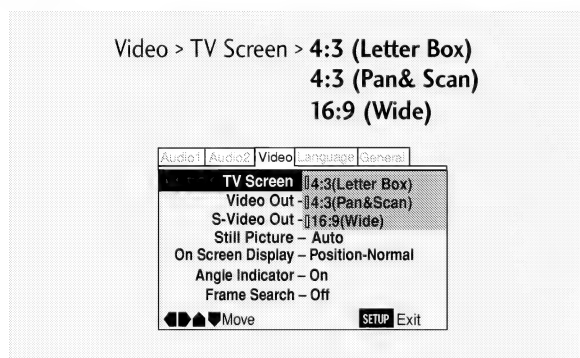 Video > TV Screen > 4:3 (Letter Box)
4:3 (Pan& Scan)
16:9 (Wide)
Audio1 Audio2 Video Language General
TV Screen 4:3(Letter Box)
Video Out - 4:3(Pan&Scan)
S-Video Out - 16:9(Wide)
Still Picture – Auto
On Screen Display – Position-Normal
Angle Indicator – On
Frame Search – Off
Move SETUP Exit